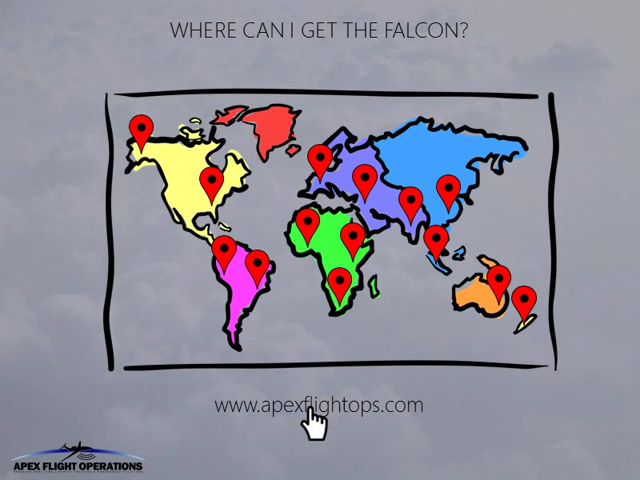 WHERE CAN I GET THE FALCON?
www.apexflightops.com
APEX FLIGHT OPERATIONS